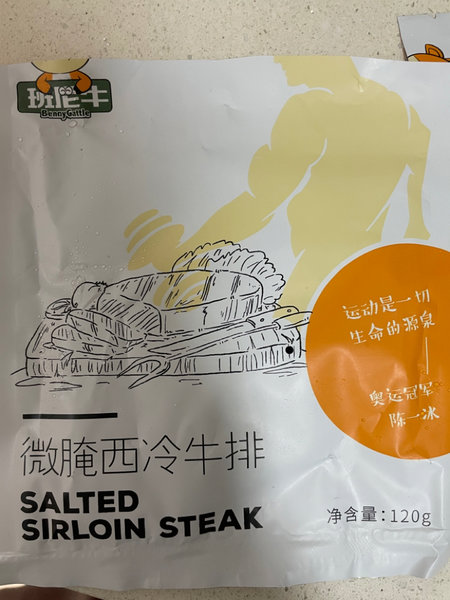 班尼牛
BennyCattle
运动是一切
生命的源泉
奥运冠军
陈一冰
微腌西冷牛排
SALTED
SIRLOIN STEAK
净含量:120g